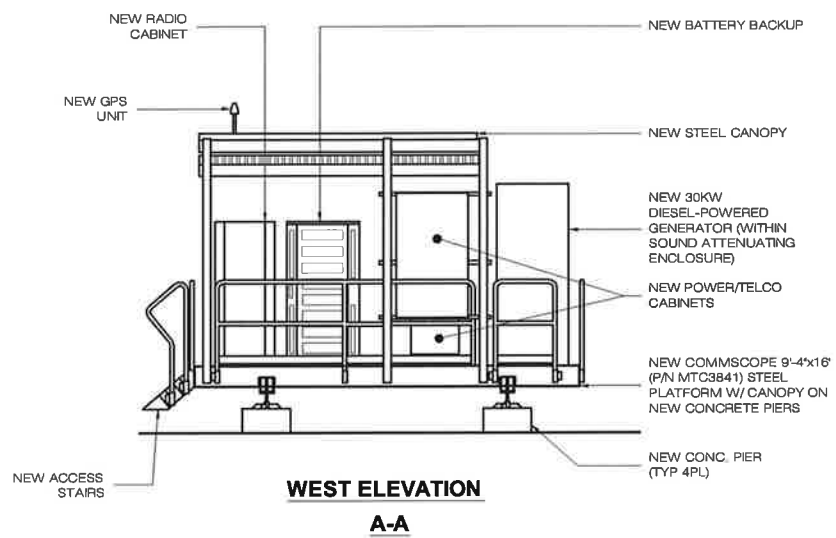 NEW RADIO
CABINET
NEW BATTERY BACKUP
NEW GPS
UNIT
NEW STEEL CANOPY
NEW 30KW
DIESEL-POWERED
GENERATOR (WITHIN
SOUND ATTENUATING
ENCLOSURE)
NEW POWER/TELCO
CABINETS
NEW COMMSCOPE 9'-4"x16'
(P/N MTC3841) STEEL
PLATFORM W/ CANOPY ON
NEW CONCRETE PIERS
NEW CONC. PIER
(TYP 4PL)
NEW ACCESS
STAIRS
WEST ELEVATION
A-A